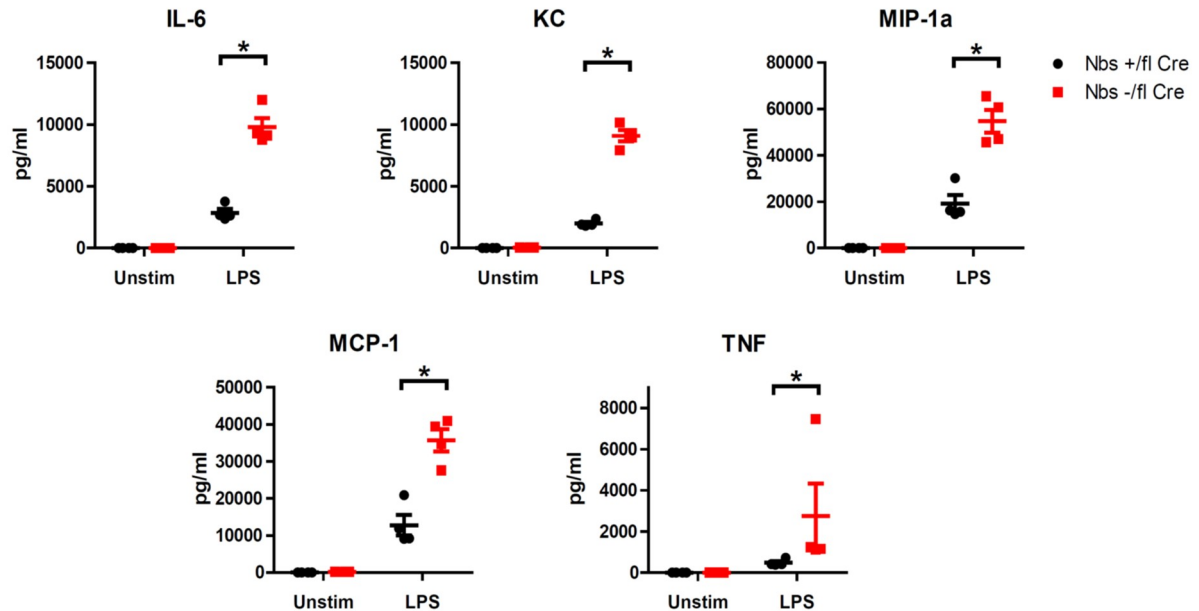 IL-6
*
15000
10000
5000
0
pg/ml
Unstim LPS
KC
*
15000
10000
5000
0
pg/ml
Unstim LPS
MIP-1a
*
80000
60000
40000
20000
0
pg/ml
Unstim LPS
Nbs +/fl Cre
Nbs -/fl Cre
MCP-1
*
50000
40000
30000
20000
10000
0
pg/ml
Unstim LPS
TNF
*
8000
6000
4000
2000
0
pg/ml
Unstim LPS